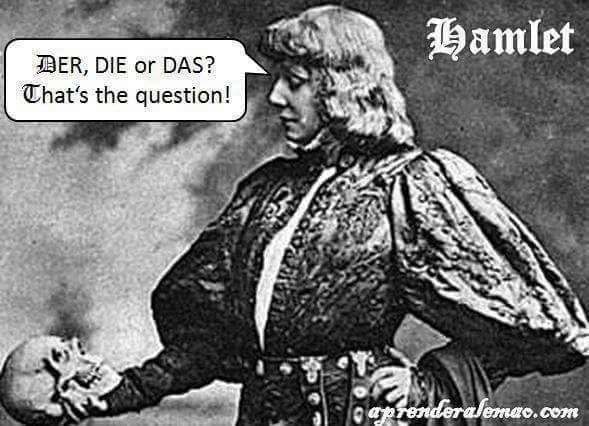 Hamlet
DER, DIE or DAS?
That‘s the question!
aprenderalemao.com